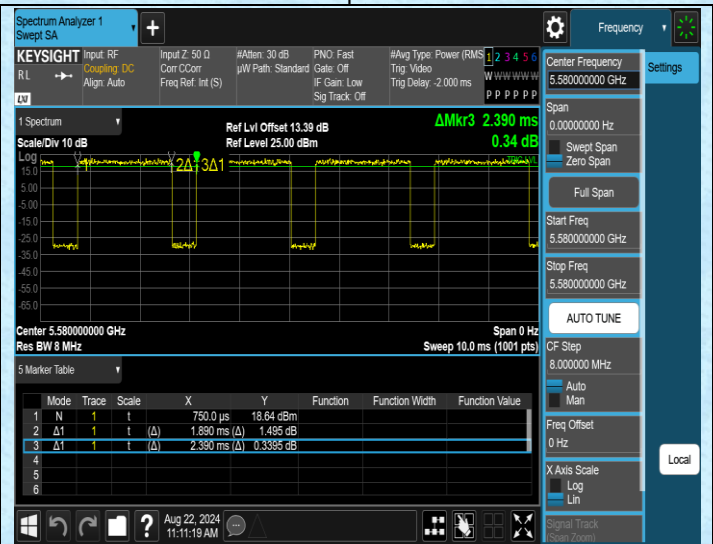 Spectrum Analyzer 1
Swept SA
+
Frequency
KEYSIGHT Input: RF
RL
Coupling: DC
Align: Auto
LXI
Input Z: 50 Ω
Corr CCorr
Freq Ref: Int (S)
#Atten: 30 dB
µW Path: Standard
PNO: Fast
Gate: Off
IF Gain: Low
Sig Track: Off
#Avg Type: Power (RMS
Trig: Video
Trig Delay: -2.000 ms
1 2 3 4 5 6
W W W W W W
P P P P P P
1 Spectrum
Scale/Div 10 dB
Ref Lvl Offset 13.39 dB
Ref Level 25.00 dBm
ΔMkr3 2.390 ms
0.34 dB
Log
15.0
5.00
-5.00
-15.0
-25.0
-35.0
-45.0
-55.0
-65.0
1
2Δ1
3Δ1
TRIG LVL
Center 5.580000000 GHz
Res BW 8 MHz
Span 0 Hz
Sweep 10.0 ms (1001 pts)
5 Marker Table
Mode Trace Scale X Y Function Function Width Function Value
1 N 1 t 750.0 µs 18.64 dBm
2 Δ1 1 t (Δ) 1.890 ms (Δ) 1.495 dB
3 Δ1 1 t (Δ) 2.390 ms (Δ) 0.3395 dB
4
5
6
Aug 22, 2024
11:11:19 AM
?
Center Frequency
5.580000000 GHz
Settings
Span
0.00000000 Hz
Swept Span
Zero Span
Full Span
Start Freq
5.580000000 GHz
Stop Freq
5.580000000 GHz
AUTO TUNE
CF Step
8.000000 MHz
Auto
Man
Freq Offset
0 Hz
X Axis Scale
Log
Lin
Signal Track
(Span Zoom)
Local